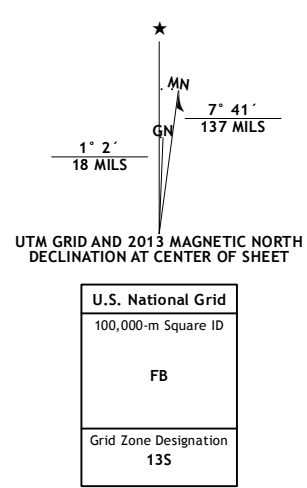 ★
MN
GN
7° 41´
137 MILS
1° 2´
18 MILS
UTM GRID AND 2013 MAGNETIC NORTH
DECLINATION AT CENTER OF SHEET
U.S. National Grid
100,000-m Square ID
FB
Grid Zone Designation
13S